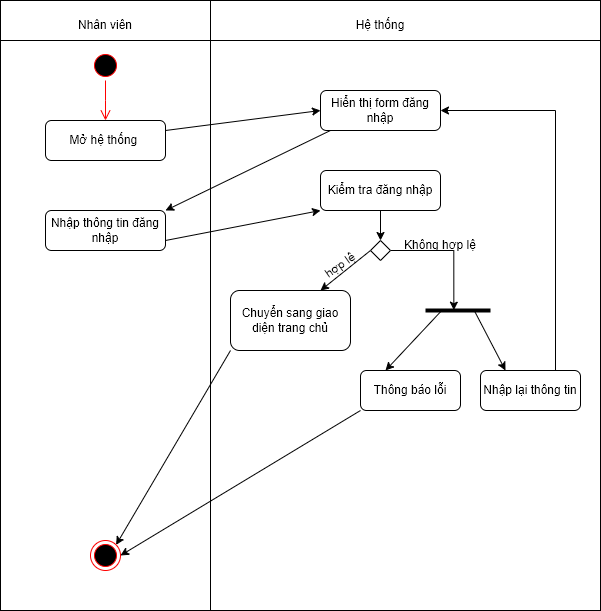 Nhân viên
Hệ thống
Hiển thị form đăng
nhập
Mở hệ thống
Kiểm tra đăng nhập
Nhập thông tin đăng
nhập
Không hợp lệ
hợp lệ
Chuyển sang giao
diện trang chủ
Thông báo lỗi
Nhập lại thông tin